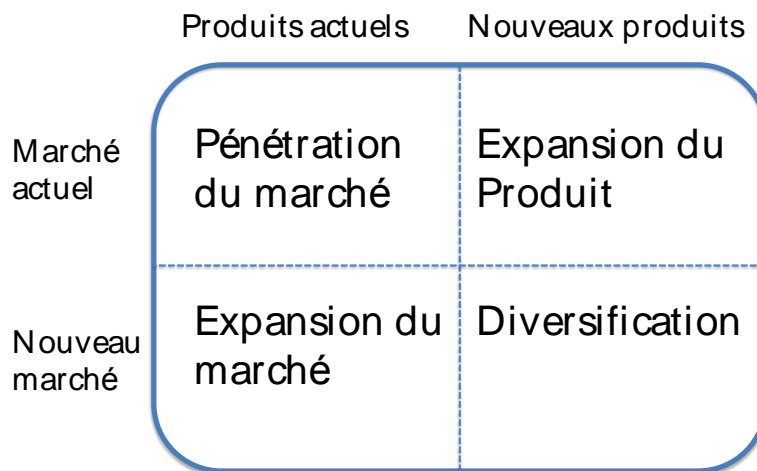 Produits actuels Nouveaux produits
Marché
actuel
Pénétration
du marché
Expansion du
Produit
Nouveau
marché
Expansion du
marché
Diversification